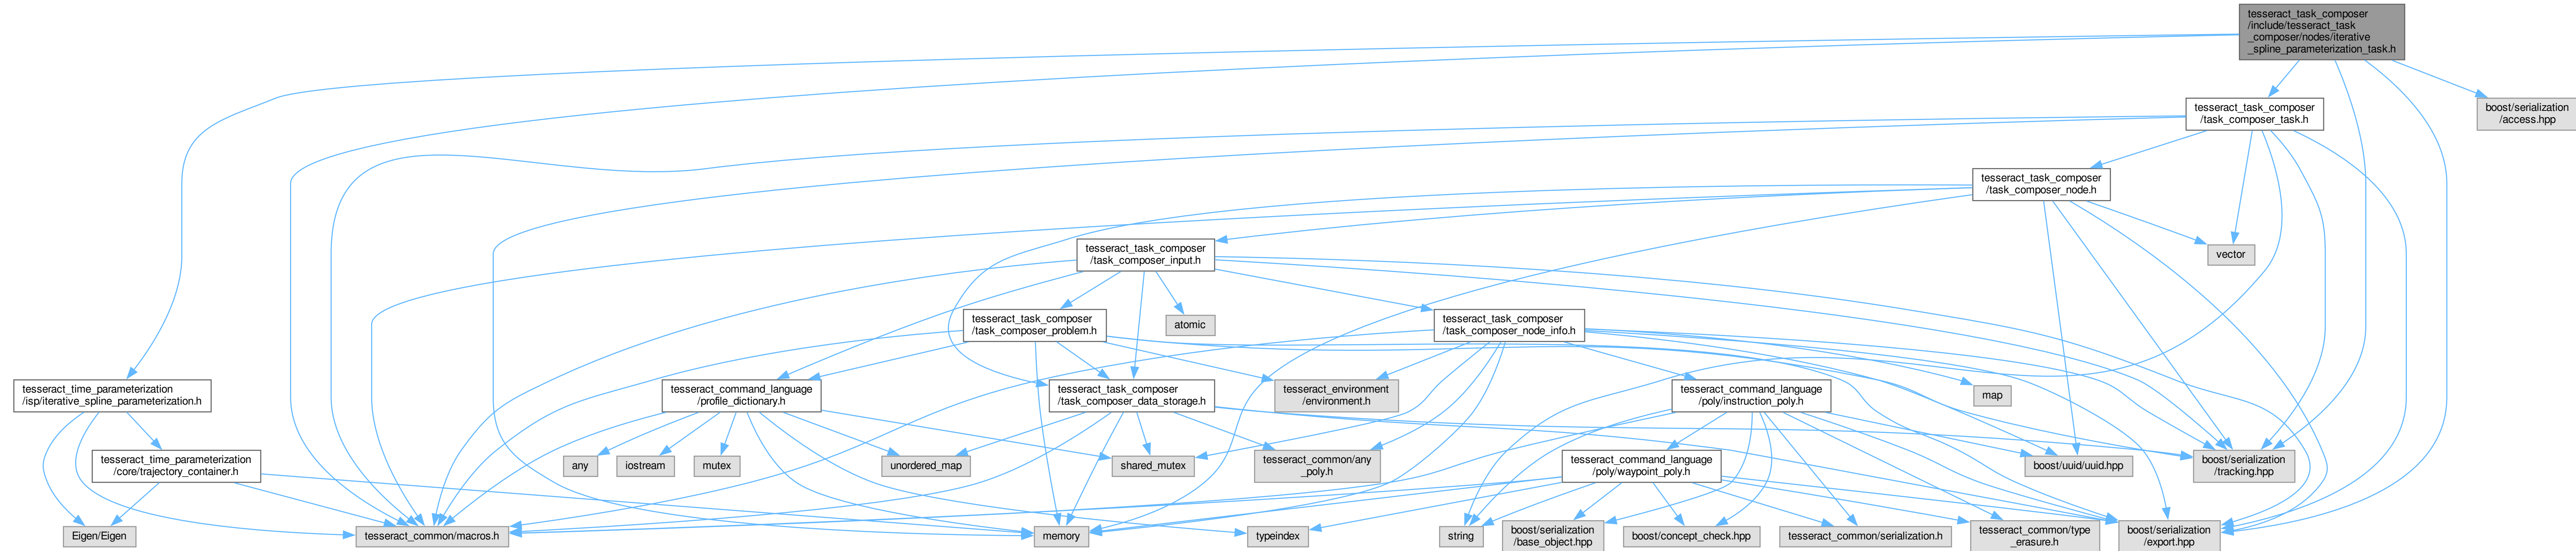 tesseract_task_composer
/include/tesseract_task
_composer/nodes/iterative
_spline_parameterization_task.h
tesseract_task_composer
/task_composer_task.h
boost/serialization
/access.hpp
tesseract_task_composer
/task_composer_node.h
tesseract_task_composer
/task_composer_input.h
vector
tesseract_task_composer
/task_composer_problem.h
atomic
tesseract_task_composer
/task_composer_node_info.h
tesseract_time_parameterization
/isp/iterative_spline_parameterization.h
tesseract_command_language
/profile_dictionary.h
tesseract_task_composer
/task_composer_data_storage.h
tesseract_environment
/environment.h
tesseract_command_language
/poly/instruction_poly.h
map
tesseract_time_parameterization
/core/trajectory_container.h
any
iostream
mutex
unordered_map
shared_mutex
tesseract_common/any
_poly.h
tesseract_command_language
/poly/waypoint_poly.h
boost/uuid/uuid.hpp
boost/serialization
/tracking.hpp
Eigen/Eigen
tesseract_common/macros.h
memory
typeindex
string
boost/serialization
/base_object.hpp
boost/concept_check.hpp
tesseract_common/serialization.h
tesseract_common/type
_erasure.h
boost/serialization
/export.hpp